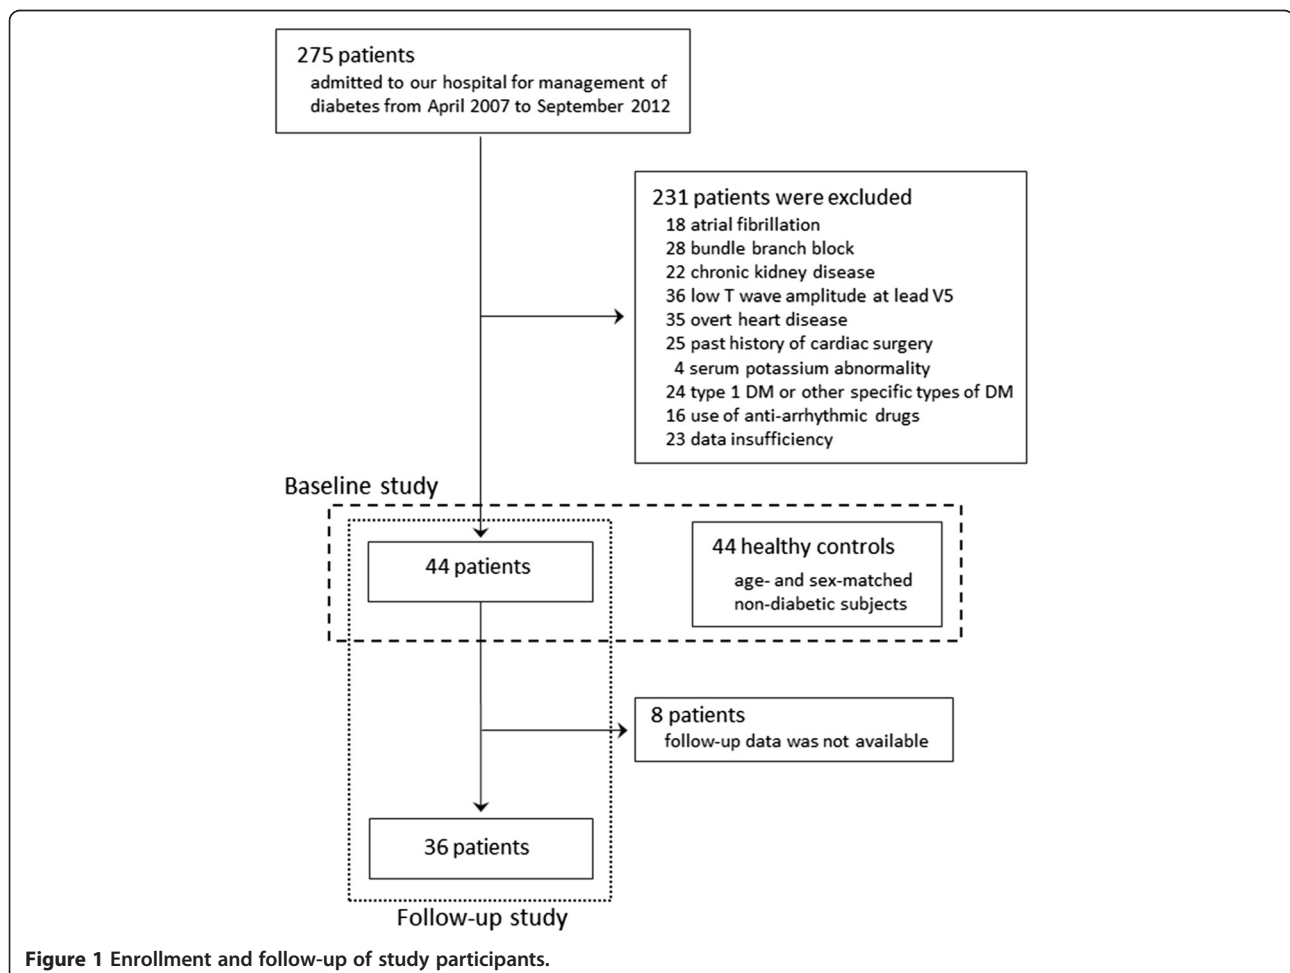 275 patients
admitted to our hospital for management of
diabetes from April 2007 to September 2012
231 patients were excluded
18 atrial fibrillation
28 bundle branch block
22 chronic kidney disease
36 low T wave amplitude at lead V5
35 overt heart disease
25 past history of cardiac surgery
4 serum potassium abnormality
24 type 1 DM or other specific types of DM
16 use of anti-arrhythmic drugs
23 data insufficiency
Baseline study
44 patients
44 healthy controls
age- and sex-matched
non-diabetic subjects
8 patients
follow-up data was not available
36 patients
Follow-up study
Figure 1 Enrollment and follow-up of study participants.